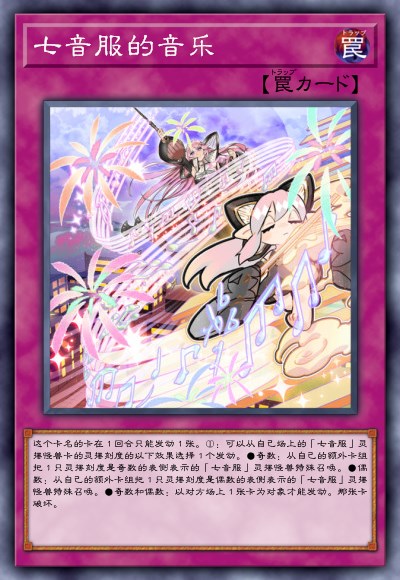 七音服的音乐
トラップ
罠
トラップ
【罠カード】
这个卡名的卡在1回合只能发动1张。①：可以从自己场上的「七音服」灵
摆怪兽卡的灵摆刻度的以下效果选择1个发动。●奇数：从自己的额外卡组
把1只灵摆刻度是奇数的表侧表示的「七音服」灵摆怪兽特殊召唤。●偶
数：从自己的额外卡组把1只灵摆刻度是偶数的表侧表示的「七音服」灵摆
怪兽特殊召唤。●奇数和偶数：以对方场上1张卡为对象才能发动。那张卡
破坏。